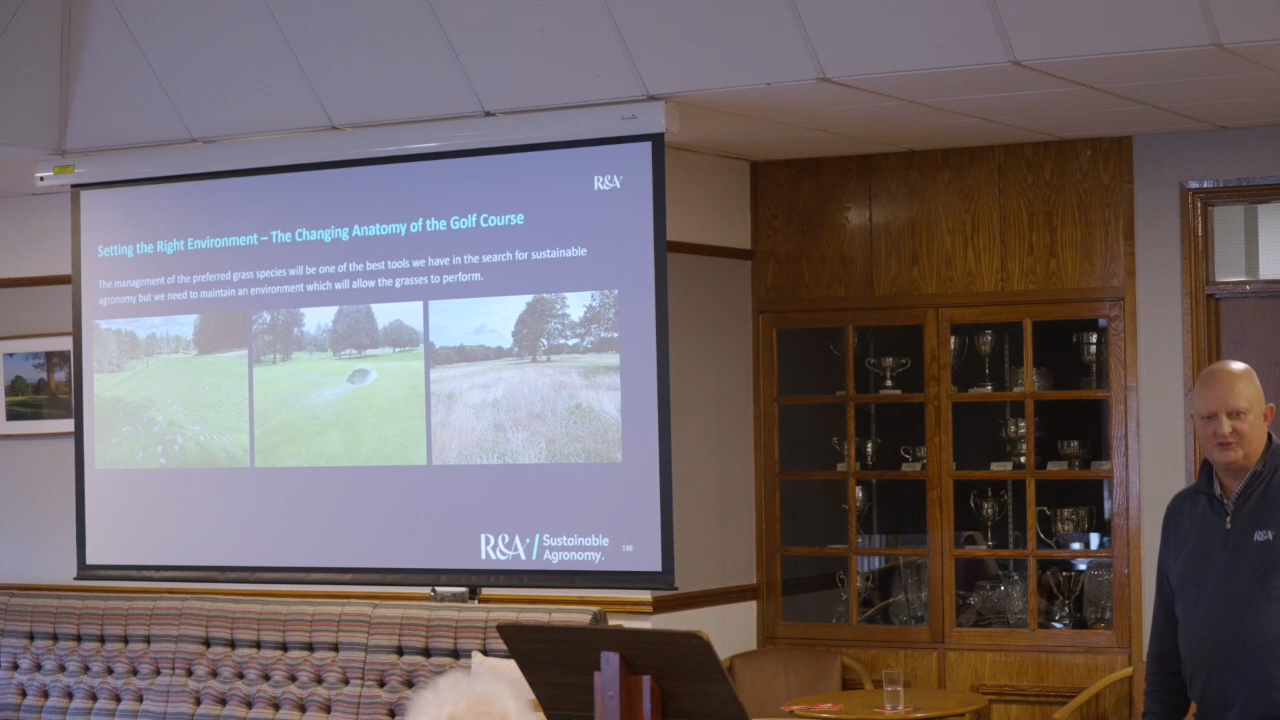 R&A
Setting the Right Environment – The Changing Anatomy of the Golf Course
The management of the preferred grass species will be one of the best tools we have in the search for sustainable
agronomy but we need to maintain an environment which will allow the grasses to perform.
R&A / Sustainable
Agronomy.
R&A